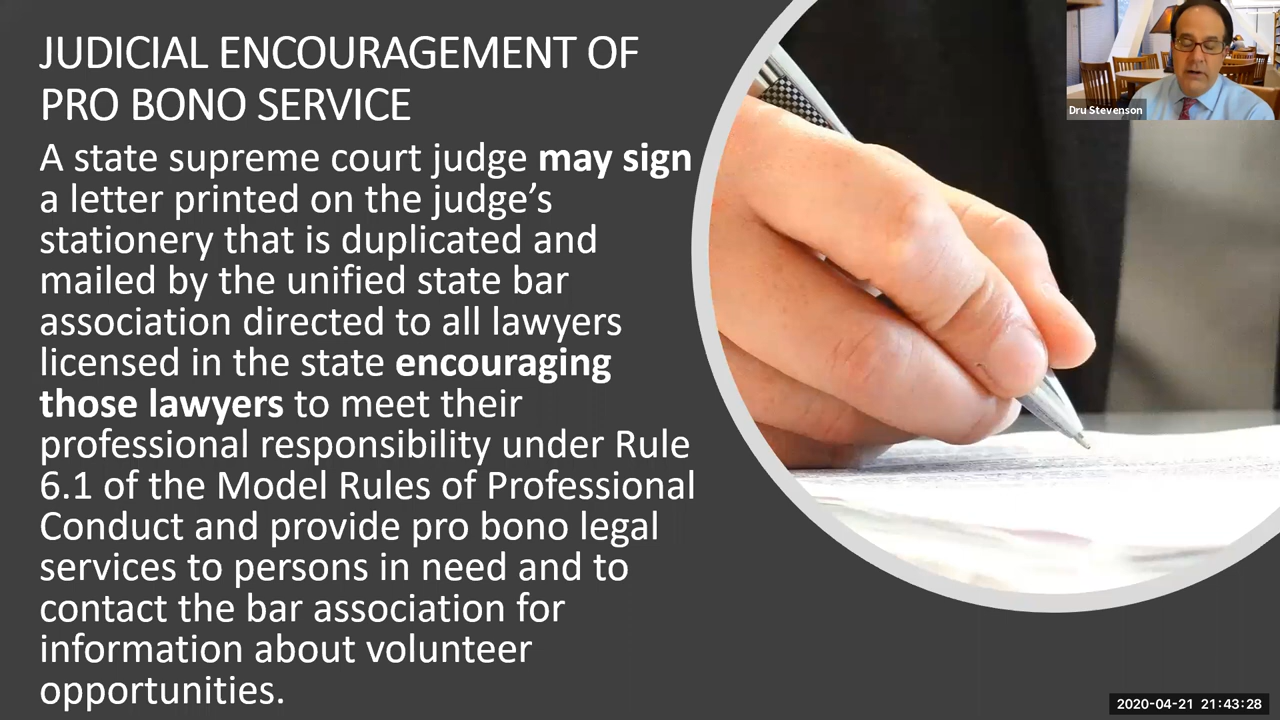 JUDICIAL ENCOURAGEMENT OF
PRO BONO SERVICE
A state supreme court judge may sign
a letter printed on the judge’s
stationery that is duplicated and
mailed by the unified state bar
association directed to all lawyers
licensed in the state encouraging
those lawyers to meet their
professional responsibility under Rule
6.1 of the Model Rules of Professional
Conduct and provide pro bono legal
services to persons in need and to
contact the bar association for
information about volunteer
opportunities.
Dru Stevenson
2020-04-21 21:43:28